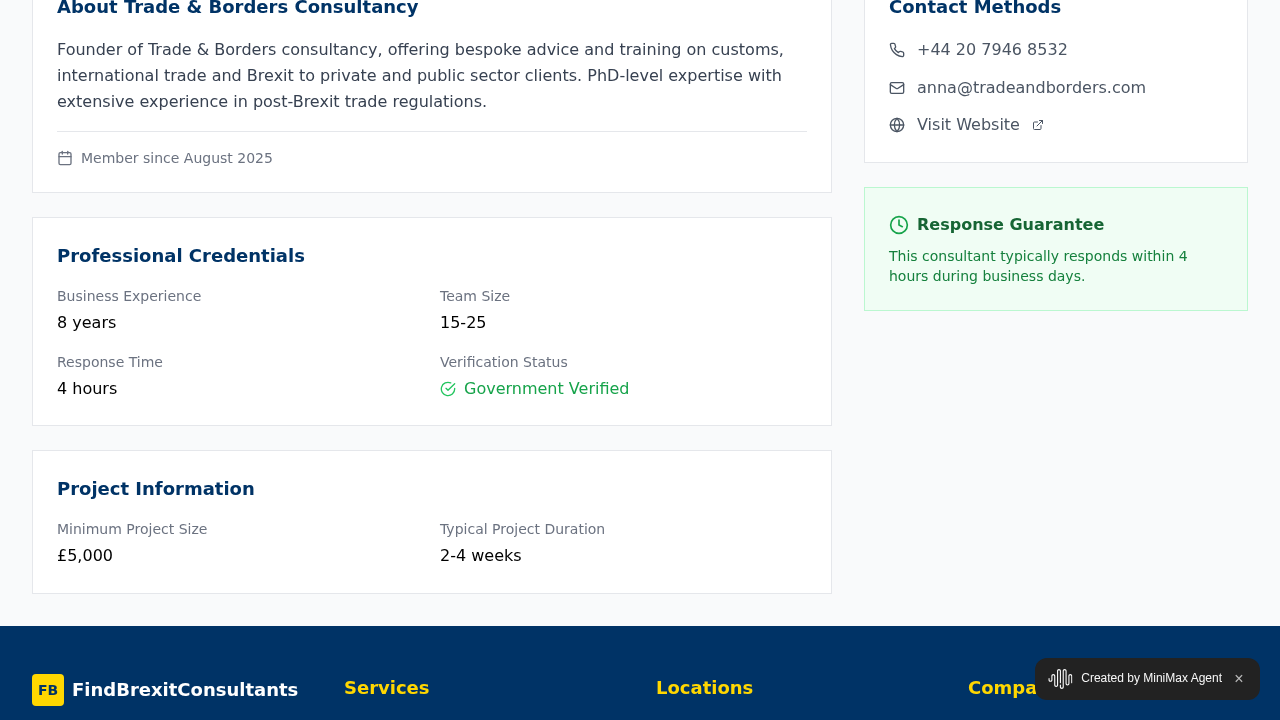 About Trade & Borders Consultancy
Founder of Trade & Borders consultancy, offering bespoke advice and training on customs,
international trade and Brexit to private and public sector clients. PhD-level expertise with
extensive experience in post-Brexit trade regulations.
Member since August 2025
Professional Credentials
Business Experience
8 years
Team Size
15-25
Response Time
4 hours
Verification Status
Government Verified
Project Information
Minimum Project Size
£5,000
Typical Project Duration
2-4 weeks
Contact Methods
+44 20 7946 8532
anna@tradeandborders.com
Visit Website
Response Guarantee
This consultant typically responds within 4
hours during business days.
FB FindBrexitConsultants
Services
Locations
Compa
Created by MiniMax Agent ×